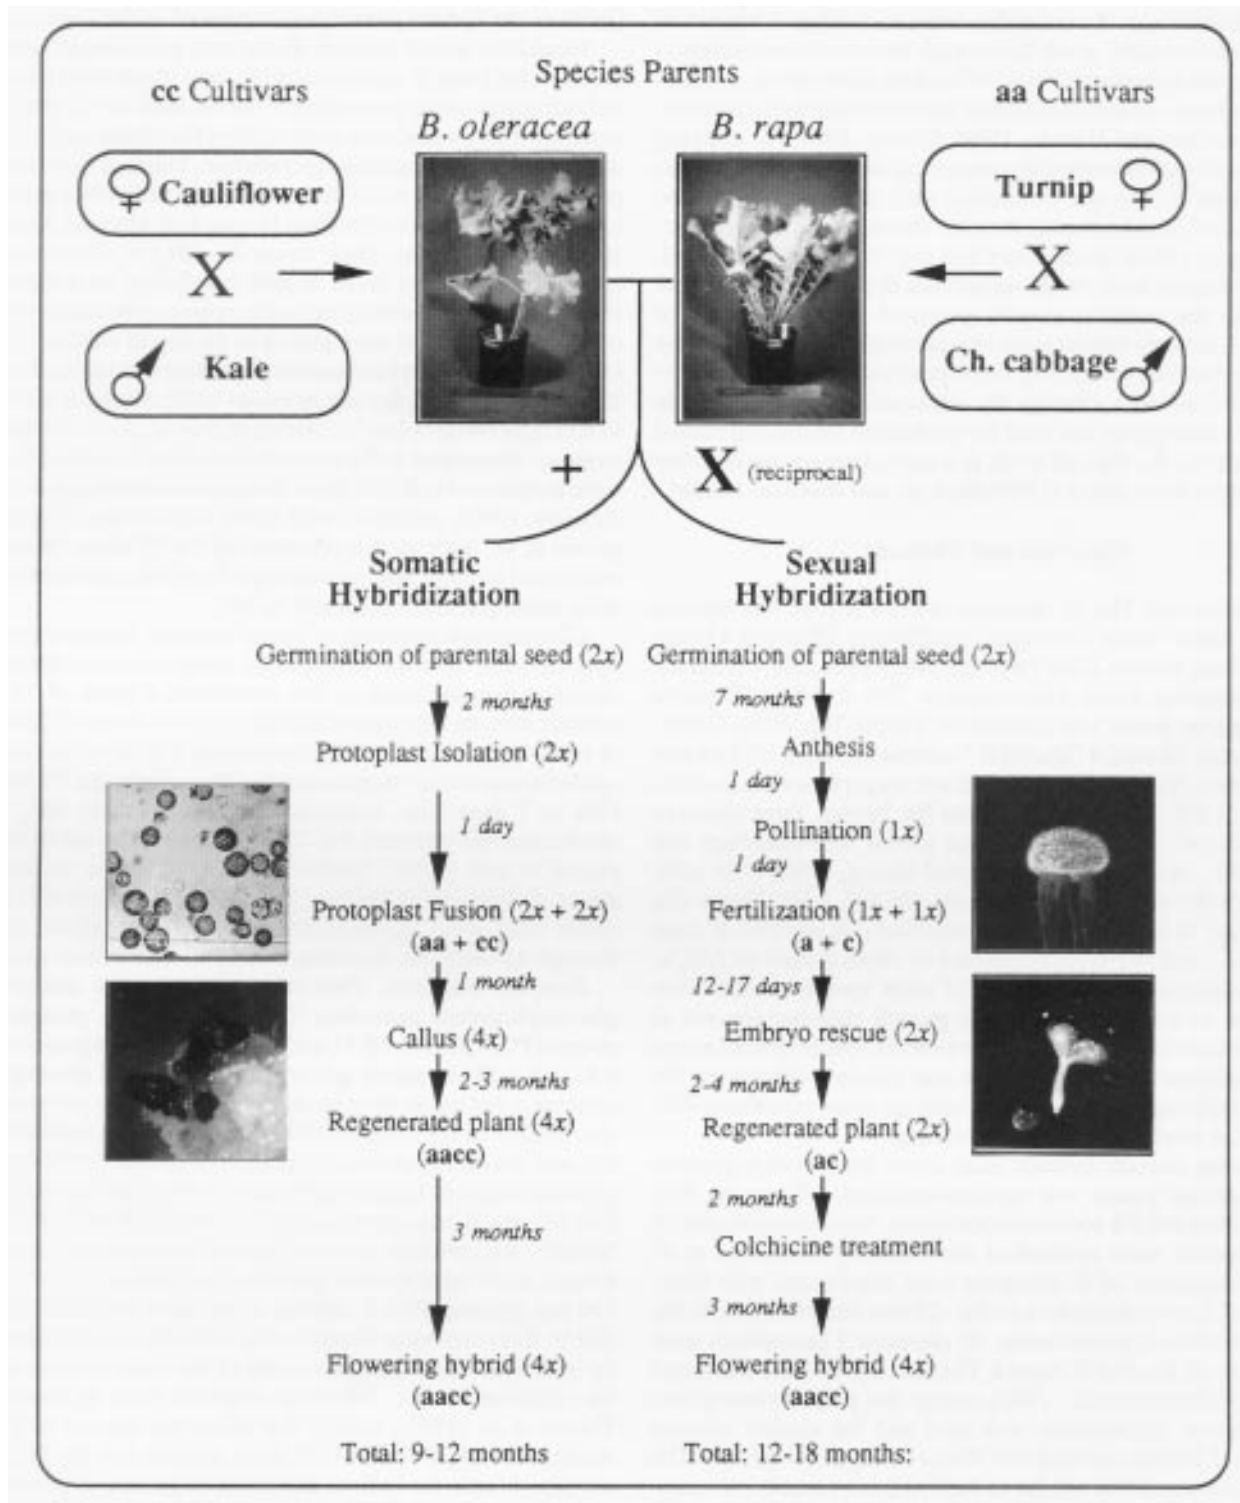 Species Parents
cc Cultivars
aa Cultivars
B. oleracea
B. rapa
♀ Cauliflower
X
♂ Kale
Turnip ♀
X
Ch. cabbage ♂
+
X (reciprocal)
Somatic
Hybridization
Germination of parental seed (2x)
2 months
Protoplast Isolation (2x)
1 day
Protoplast Fusion (2x + 2x)
(aa + cc)
1 month
Callus (4x)
2-3 months
Regenerated plant (4x)
(aacc)
3 months
Flowering hybrid (4x)
(aacc)
Total: 9-12 months
Sexual
Hybridization
Germination of parental seed (2x)
7 months
Anthesis
1 day
Pollination (1x)
1 day
Fertilization (1x + 1x)
(a + c)
12-17 days
Embryo rescue (2x)
2-4 months
Regenerated plant (2x)
(ac)
2 months
Colchicine treatment
3 months
Flowering hybrid (4x)
(aacc)
Total: 12-18 months: